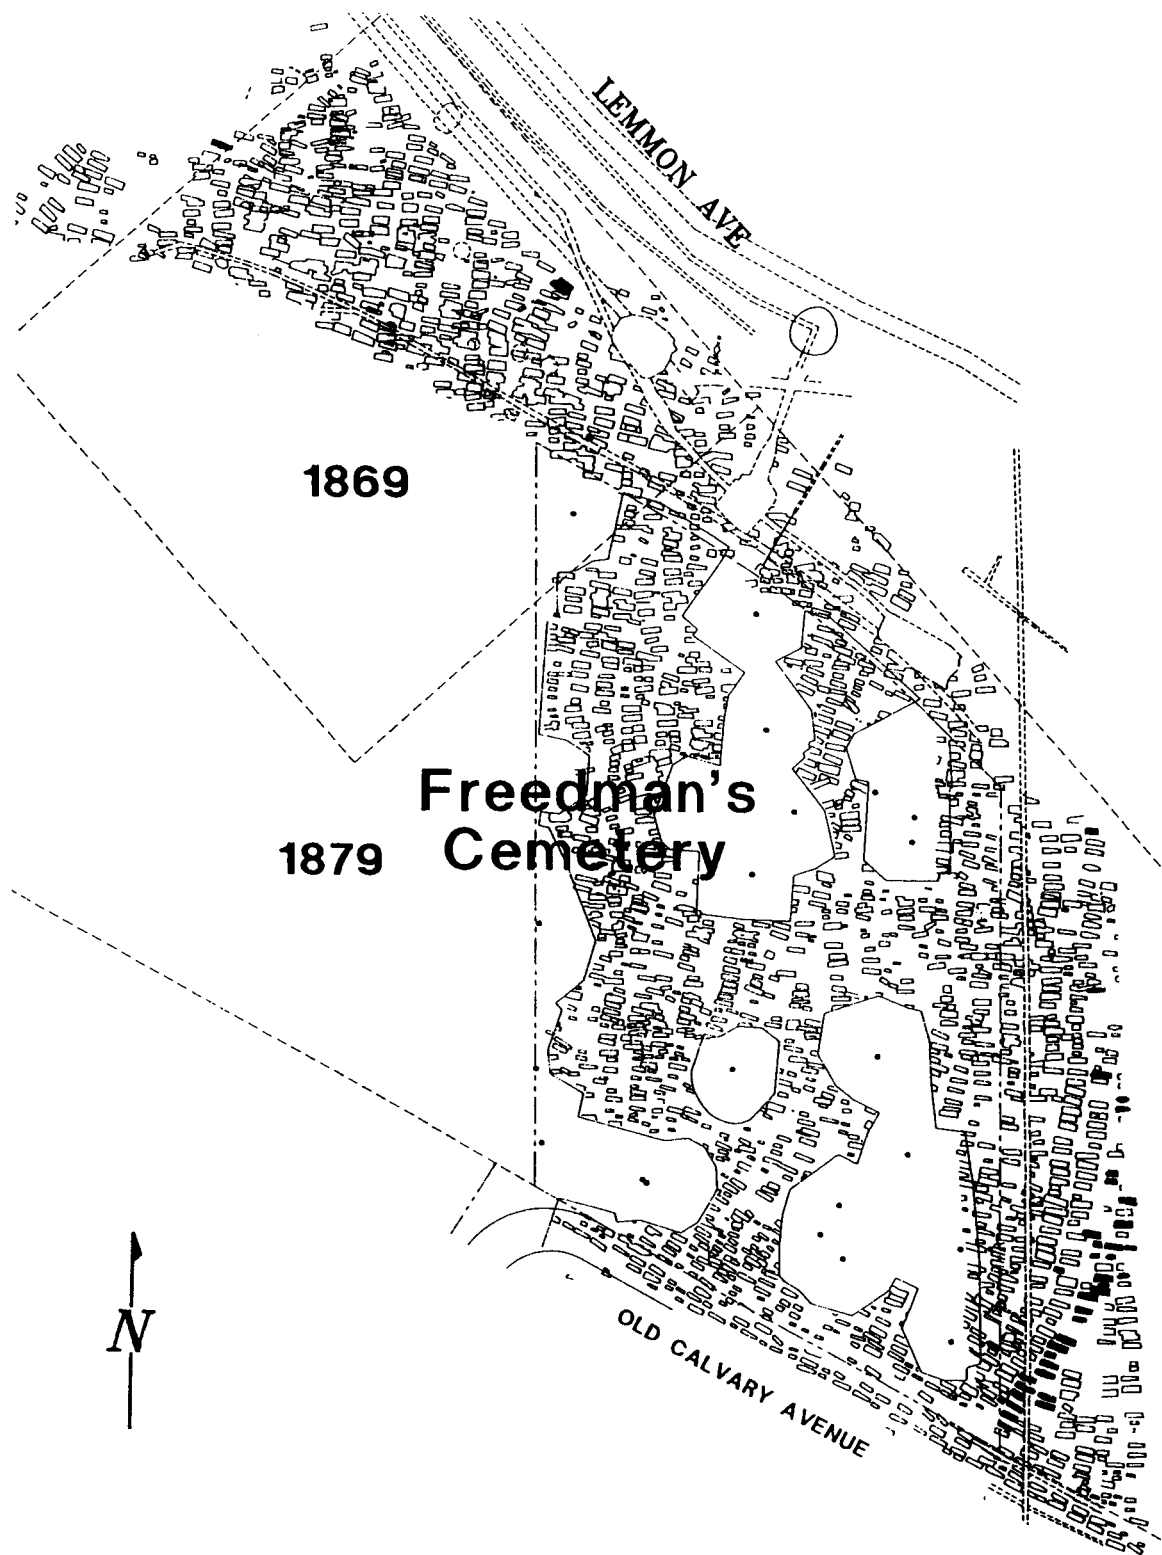 LEMMON AVE
1869
Freedman's
Cemetery
1879
N
OLD CALVARY AVENUE